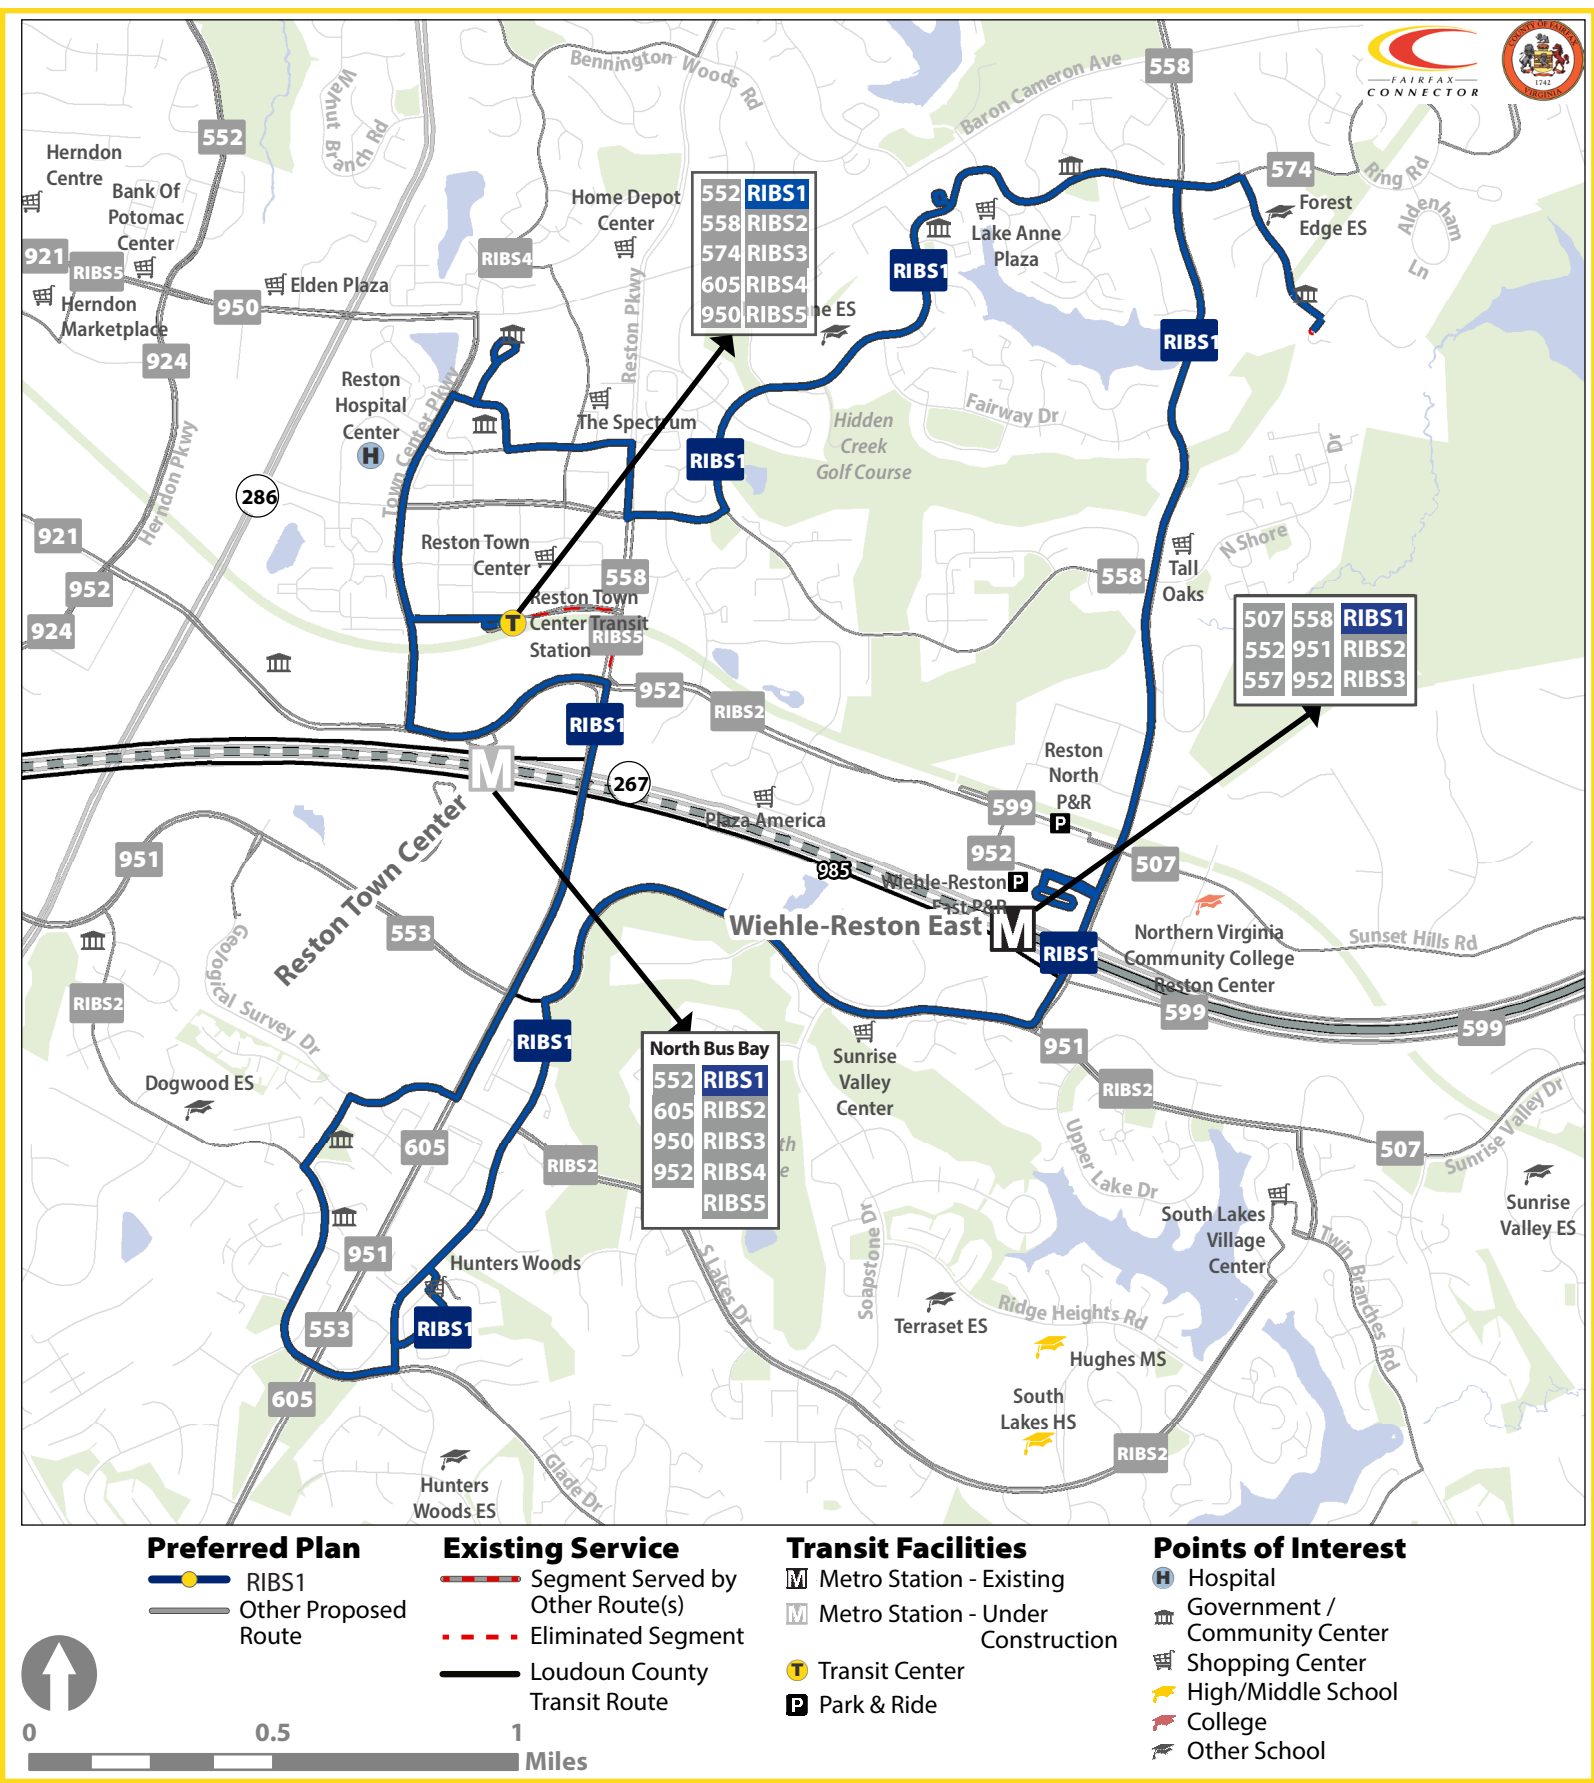 Bennington Woods Rd
Baron Cameron Ave
558
FAIRFAX
CONNECTOR
COUNTY OF FAIRFAX
1742
VIRGINIA
Walnut Branch Rd
552
Herndon
Centre
Bank Of
Potomac
Center
Home Depot
Center
552 RIBS1
558 RIBS2
574 RIBS3
605 RIBS4
950 RIBS5
574
Ring Rd
Forest
Edge ES
Aldenham
Ln
Lake Anne
Plaza
921
RIBS5
RIBS4
RIBS1
Elden Plaza
Herndon
Marketplace
950
ne ES
Reston Pkwy
RIBS1
924
Reston
Hospital
Center
H
Town Center Pkwy
The Spectrum
Fairway Dr
Hidden
Creek
Golf Course
Dr
RIBS1
Herndon Pkwy
286
921
Reston Town
Center
N Shore
Tall
Oaks
558
558
952
924
Reston Town
Center Transit
Station
T
RIBS5
507 558 RIBS1
552 951 RIBS2
557 952 RIBS3
952
RIBS2
RIBS1
M
267
Reston
North
P&R
P
599
Plaza America
985
952
507
Wiehle-Reston
East P&R
P
Wiehle-Reston East
M
RIBS1
Northern Virginia
Community College
Reston Center
Sunset Hills Rd
951
Reston Town Center
553
Geological Survey Dr
RIBS2
599
599
RIBS1
North Bus Bay
552 RIBS1
605 RIBS2
950 RIBS3
952 RIBS4
RIBS5
th
e
Sunrise
Valley
Center
951
RIBS2
Dogwood ES
605
RIBS2
Upper Lake Dr
507
Sunrise Valley Dr
Sunrise
Valley ES
South Lakes
Village
Center
Twin Branches Rd
951
Hunters Woods
S Lakes Dr
Soapstone Dr
Terraset ES
Ridge Heights Rd
Hughes MS
553
RIBS1
605
South
Lakes HS
RIBS2
Hunters
Woods ES
Glade Dr
Preferred Plan
RIBS1
Other Proposed
Route
Existing Service
Segment Served by
Other Route(s)
Eliminated Segment
Loudoun County
Transit Route
Transit Facilities
M Metro Station - Existing
M Metro Station - Under
Construction
T Transit Center
P Park & Ride
Points of Interest
H Hospital
Government /
Community Center
Shopping Center
High/Middle School
College
Other School
0 0.5 1
Miles